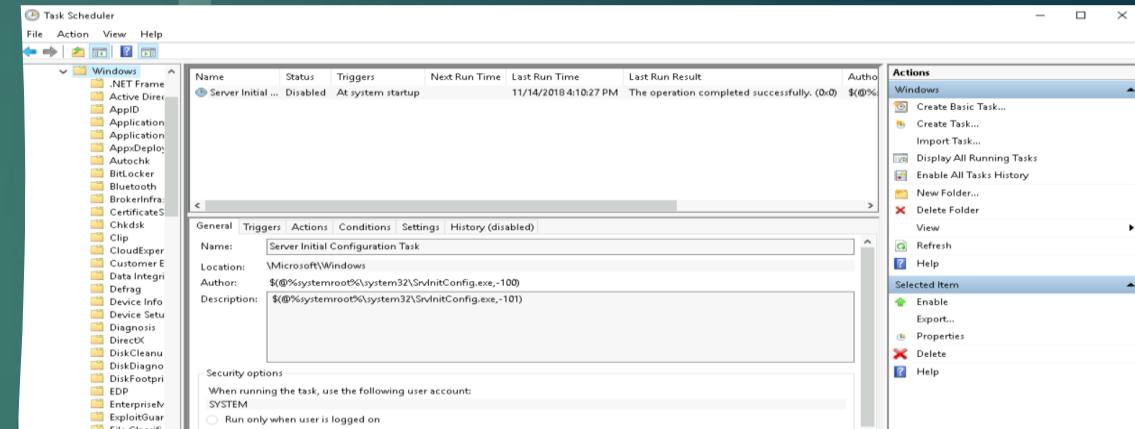 Task Scheduler
File Action View Help
Windows
.NET Frame
Active Direc
AppID
Application
Application
AppxDeploy
Autochk
BitLocker
Bluetooth
BrokerInfra
CertificateS
Chkdsk
Clip
CloudExper
Customer E
Data Integri
Defrag
Device Info
Device Setu
Diagnosis
DirectX
DiskCleanu
DiskDiagno
DiskFootpri
EDP
EnterpriseM
ExploitGuar
Name Status Triggers Next Run Time Last Run Time Last Run Result Autho
Server Initial ... Disabled At system startup 11/14/2018 4:10:27 PM The operation completed successfully. (0x0) $(@%
General Triggers Actions Conditions Settings History (disabled)
Name: Server Initial Configuration Task
Location: \Microsoft\Windows
Author: $(@%systemroot%\system32\SrvInitConfig.exe,-100)
Description: $(@%systemroot%\system32\SrvInitConfig.exe,-101)
Security options
When running the task, use the following user account:
SYSTEM
Run only when user is logged on
Actions
Windows
Create Basic Task...
Create Task...
Import Task...
Display All Running Tasks
Enable All Tasks History
New Folder...
Delete Folder
View
Refresh
Help
Selected Item
Enable
Export...
Properties
Delete
Help